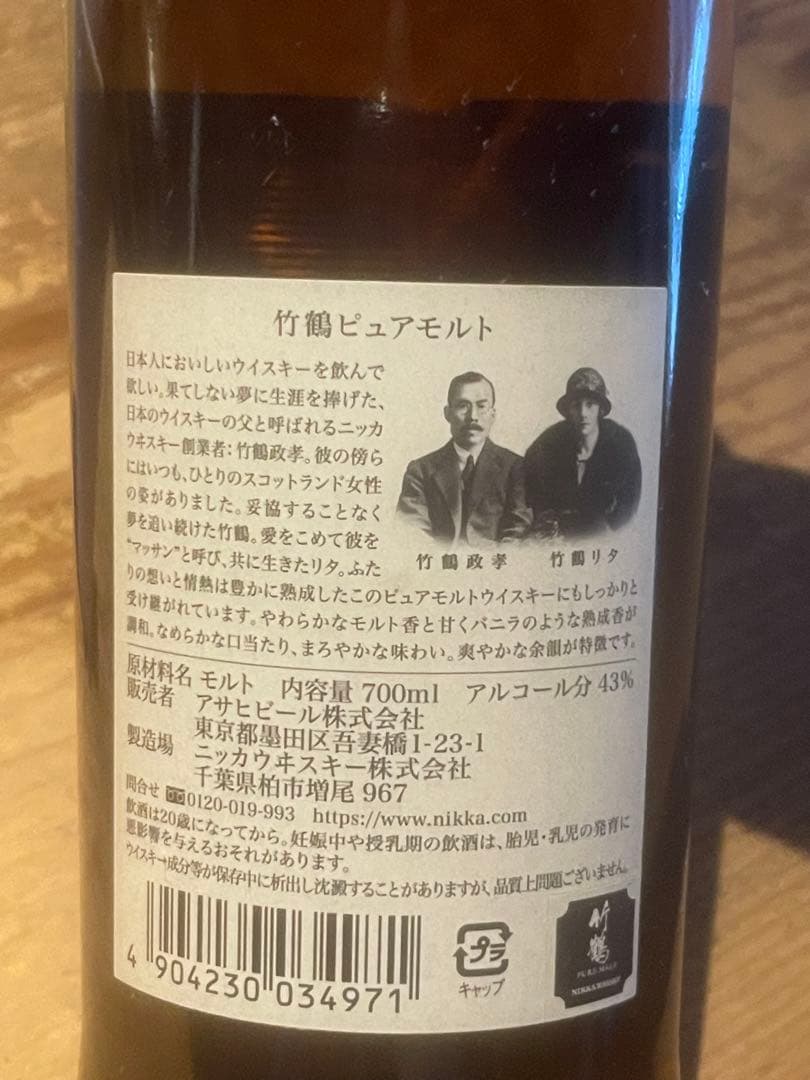 竹鶴ピュアモルト
日本人においしいウイスキーを飲んで
欲しい。果てしない夢に生涯を捧げた、
日本のウイスキーの父と呼ばれるニッカ
ウヰスキー創業者：竹鶴政孝。彼の傍ら
にはいつも、ひとりのスコットランド女性
の姿がありました。妥協することなく
夢を追い続けた竹鶴。愛をこめて彼を
“マッサン”と呼び、共に生きたリタ。ふた
りの想いと情熱は豊かに熟成したこのピュアモルトウイスキーにもしっかりと
受け継がれています。やわらかなモルト香と甘くバニラのような熟成香が
調和。なめらかな口当たり、まろやかな味わい。爽やかな余韻が特徴です。
竹鶴政孝 竹鶴リタ
原材料名 モルト 内容量 700ml アルコール分 43%
販売者 アサヒビール株式会社
東京都墨田区吾妻橋1-23-1
製造場 ニッカウヰスキー株式会社
千葉県柏市増尾 967
問合せ 0120-019-993 https://www.nikka.com
飲酒は20歳になってから。妊娠中や授乳期の飲酒は、胎児・乳児の発育に
悪影響を与えるおそれがあります。
ウイスキー成分等が保存中に析出し沈澱することがありますが、品質上問題ございません。
4 904230 034971
プラ
キャップ
竹鶴
PURE MALT
NIKKA WHISKY